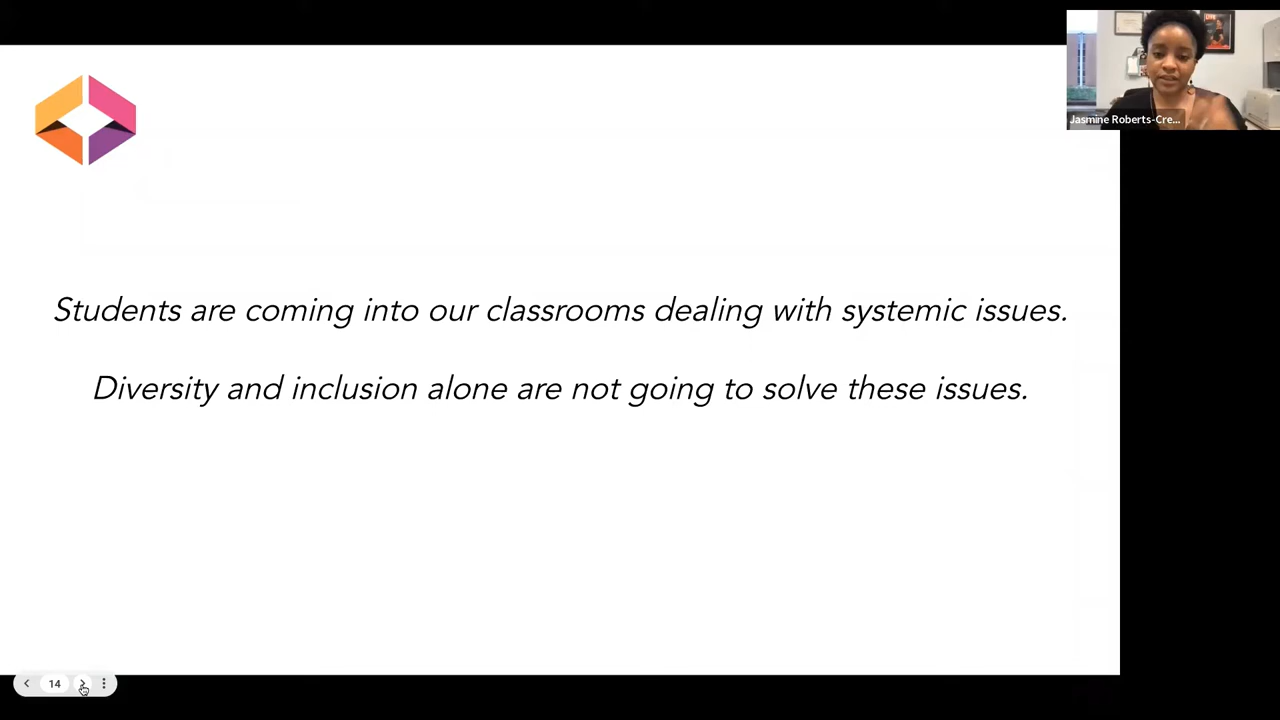 Jasmine Roberts-Cre...
Students are coming into our classrooms dealing with systemic issues.
Diversity and inclusion alone are not going to solve these issues.
14